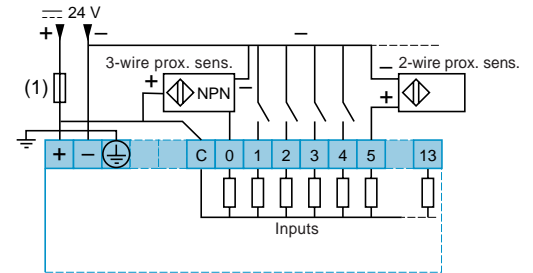 24 V
+ − −
3-wire prox. sens. − 2-wire prox. sens.
(1) + NPN − +
+ − C 0 1 2 3 4 5 13
Inputs